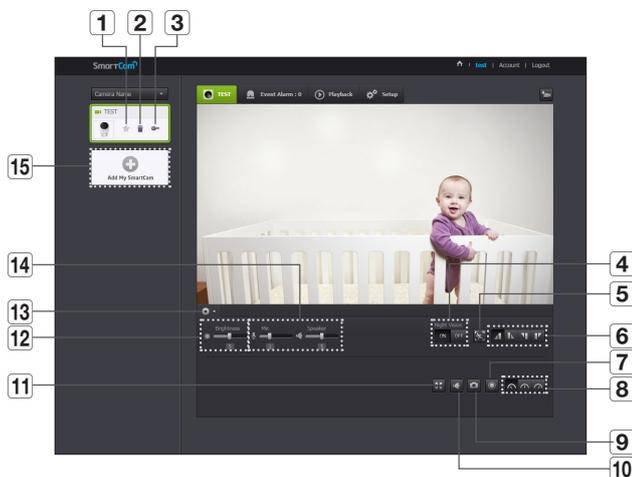 1 2 3
SmartCam
test | Account | Logout
Camera Name
TEST
TEST
Event Alarm : 0
Playback
Setup
Add My SmartCam
15
14
4
5
13
12
Brightness
Mic
Speaker
Night Vision
ON OFF
5
6
7
11
8
9
10